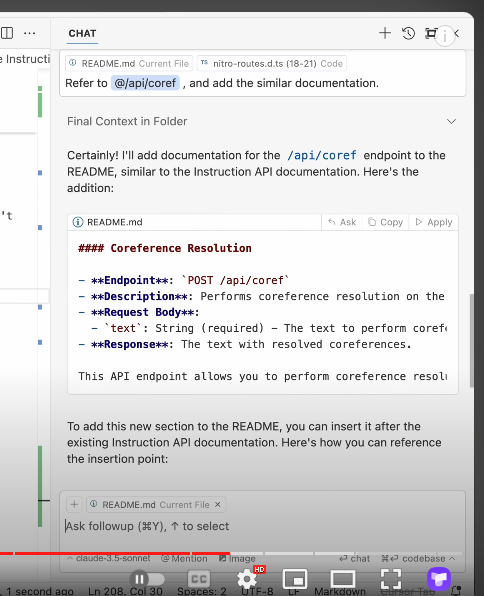 CHAT
e Instructi
README.md Current File
TS nitro-routes.d.ts (18-21) Code
Refer to @/api/coref , and add the similar documentation.
Final Context in Folder
't
Certainly! I'll add documentation for the /api/coref endpoint to the
README, similar to the Instruction API documentation. Here's the
addition:
README.md
Ask
Copy
Apply
#### Coreference Resolution
- **Endpoint**: `POST /api/coref`
- **Description**: Performs coreference resolution on the
- **Request Body**:
- `text`: String (required) - The text to perform coref
- **Response**: The text with resolved coreferences.
This API endpoint allows you to perform coreference resol
To add this new section to the README, you can insert it after the
existing Instruction API documentation. Here's how you can reference
the insertion point:
+ README.md Current File ×
Ask followup (⌘Y), ↑ to select
^ claude-3.5-sonnet @ Mention Image ↵ chat ⌘↵ codebase
CC
HD
, 1 second ago Ln 208, Col 30 Spaces: 2 UTF-8 LF Markdown Cursor Tab